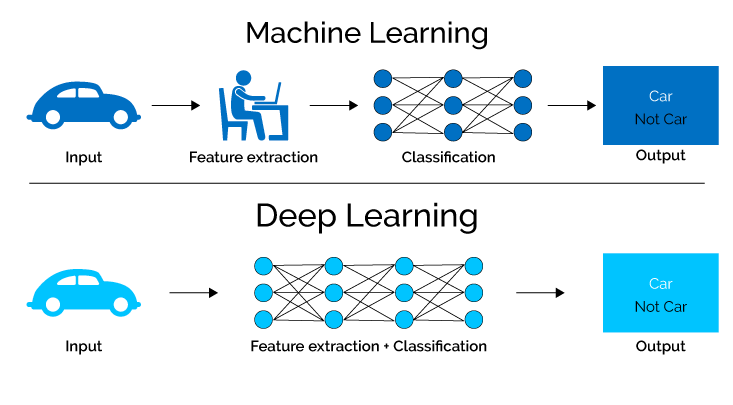 Machine Learning
Car
Not Car
Input
Feature extraction
Classification
Output
Deep Learning
Car
Not Car
Input
Feature extraction + Classification
Output